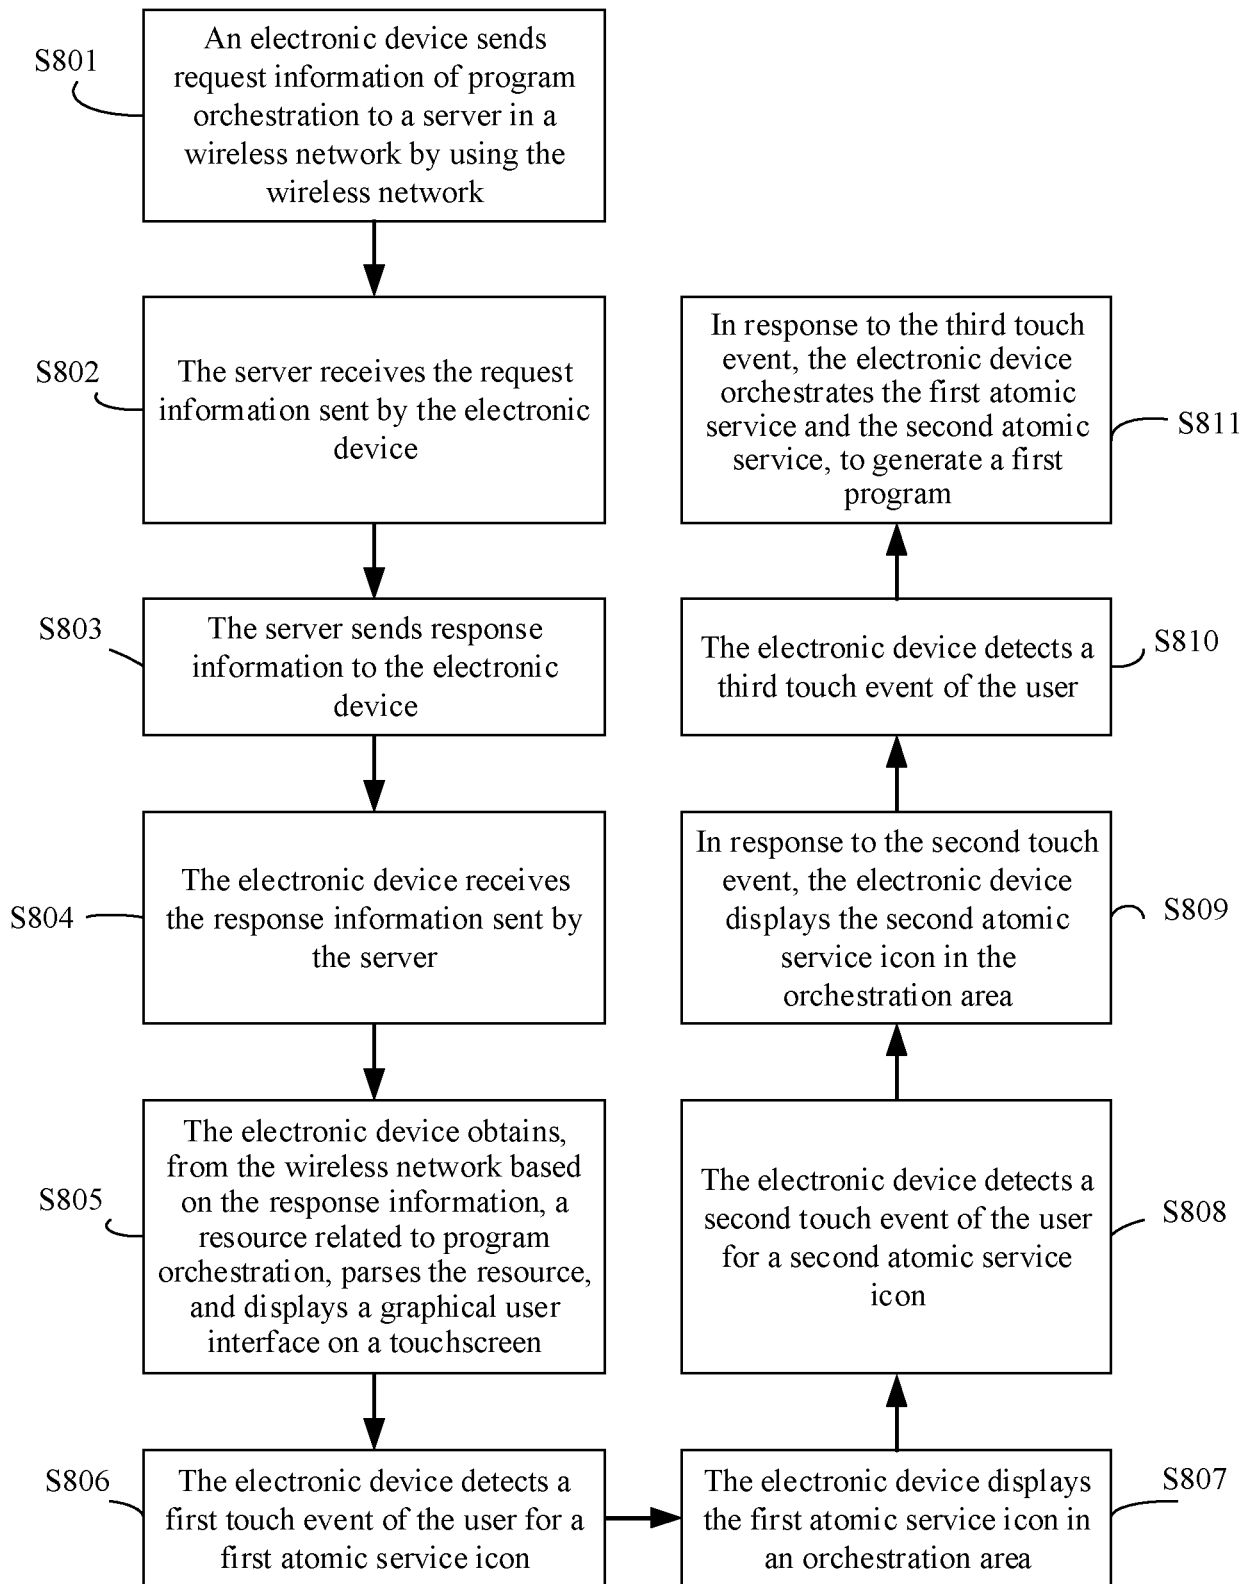 S801
An electronic device sends
request information of program
orchestration to a server in a
wireless network by using the
wireless network
S802
The server receives the request
information sent by the electronic
device
S803
The server sends response
information to the electronic
device
S804
The electronic device receives
the response information sent by
the server
S805
The electronic device obtains,
from the wireless network based
on the response information, a
resource related to program
orchestration, parses the resource,
and displays a graphical user
interface on a touchscreen
S806
The electronic device detects a
first touch event of the user for a
first atomic service icon
S807
The electronic device displays
the first atomic service icon in
an orchestration area
S808
The electronic device detects a
second touch event of the user
for a second atomic service
icon
S809
In response to the second touch
event, the electronic device
displays the second atomic
service icon in the
orchestration area
S810
The electronic device detects a
third touch event of the user
S811
In response to the third touch
event, the electronic device
orchestrates the first atomic
service and the second atomic
service, to generate a first
program